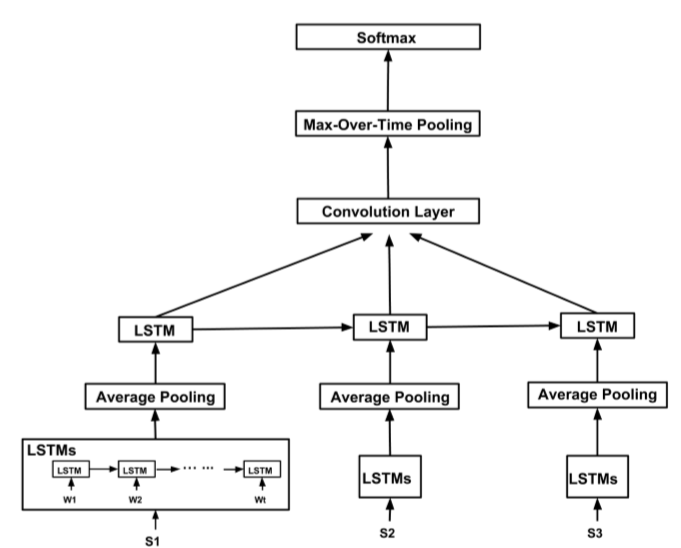 Softmax
Max-Over-Time Pooling
Convolution Layer
LSTM
LSTM
LSTM
Average Pooling
Average Pooling
Average Pooling
LSTMs
LSTM
LSTM
... ...
LSTM
W1
W2
Wt
LSTMs
LSTMs
S1
S2
S3